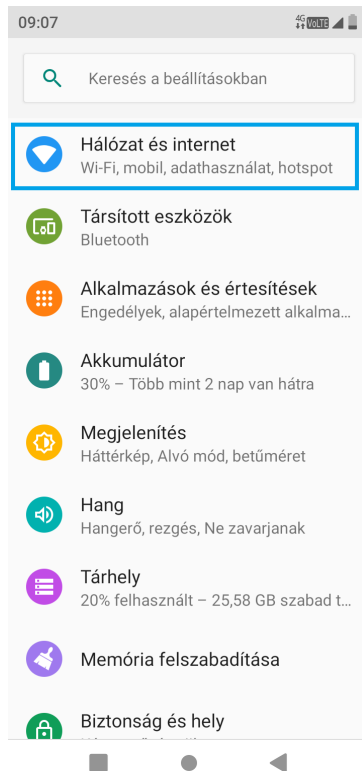 09:07 4G VoLTE
Keresés a beállításokban
Hálózat és internet
Wi-Fi, mobil, adathasználat, hotspot
Társított eszközök
Bluetooth
Alkalmazások és értesítések
Engedélyek, alapértelmezett alkalma…
Akkumulátor
30% – Több mint 2 nap van hátra
Megjelenítés
Háttérkép, Alvó mód, betűméret
Hang
Hangerő, rezgés, Ne zavarjanak
Tárhely
20% felhasznált – 25,58 GB szabad t…
Memória felszabadítása
Biztonság és hely